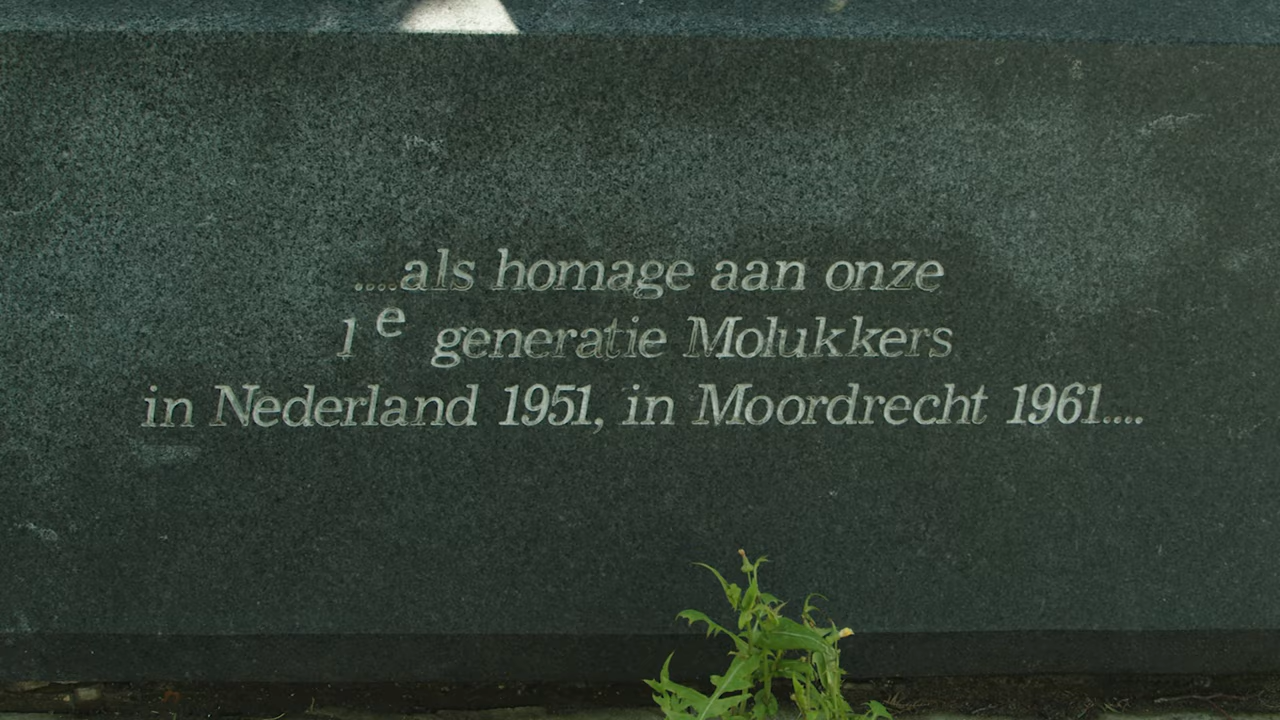 ....als homage aan onze
1e generatie Molukkers
in Nederland 1951, in Moordrecht 1961....